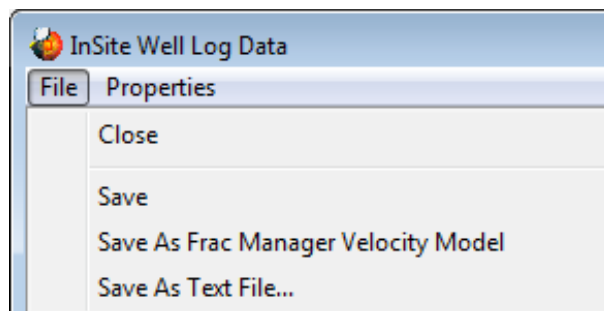 InSite Well Log Data
File Properties
Close
Save
Save As Frac Manager Velocity Model
Save As Text File...